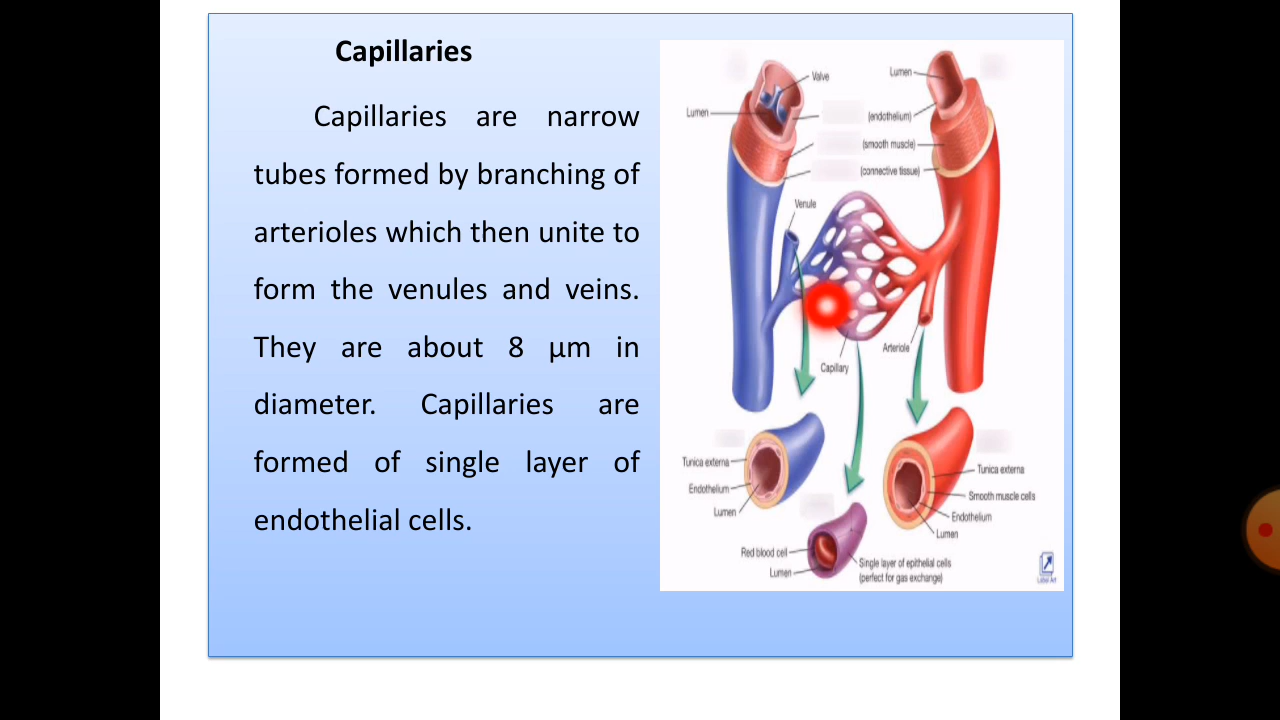 Capillaries
Capillaries are narrow
tubes formed by branching of
arterioles which then unite to
form the venules and veins.
They are about 8 µm in
diameter. Capillaries are
formed of single layer of
endothelial cells.
Valve
Lumen
Lumen
(endothelium)
(smooth muscle)
(connective tissue)
Venule
Arteriole
Capillary
Tunica externa
Endothelium
Lumen
Tunica externa
Smooth muscle cells
Endothelium
Lumen
Red blood cell
Lumen
Single layer of epithelial cells
(perfect for gas exchange)
Label Art